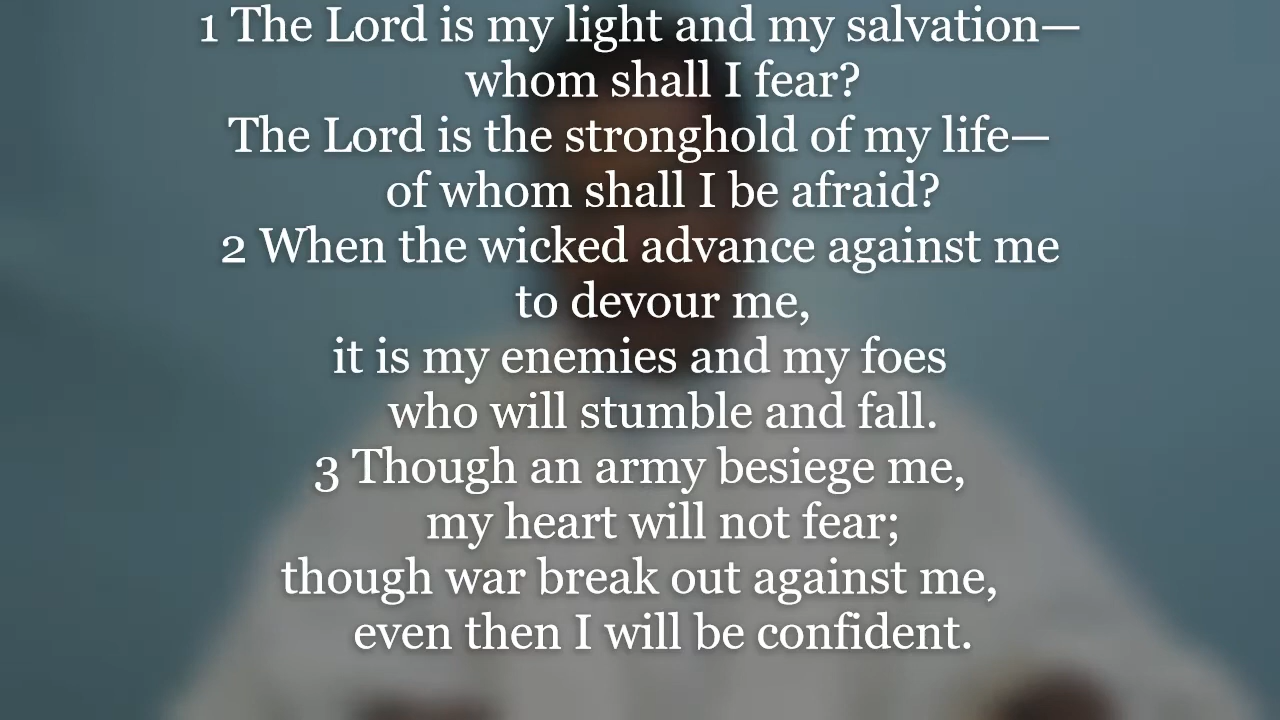 1 The Lord is my light and my salvation—
whom shall I fear?
The Lord is the stronghold of my life—
of whom shall I be afraid?
2 When the wicked advance against me
to devour me,
it is my enemies and my foes
who will stumble and fall.
3 Though an army besiege me,
my heart will not fear;
though war break out against me,
even then I will be confident.